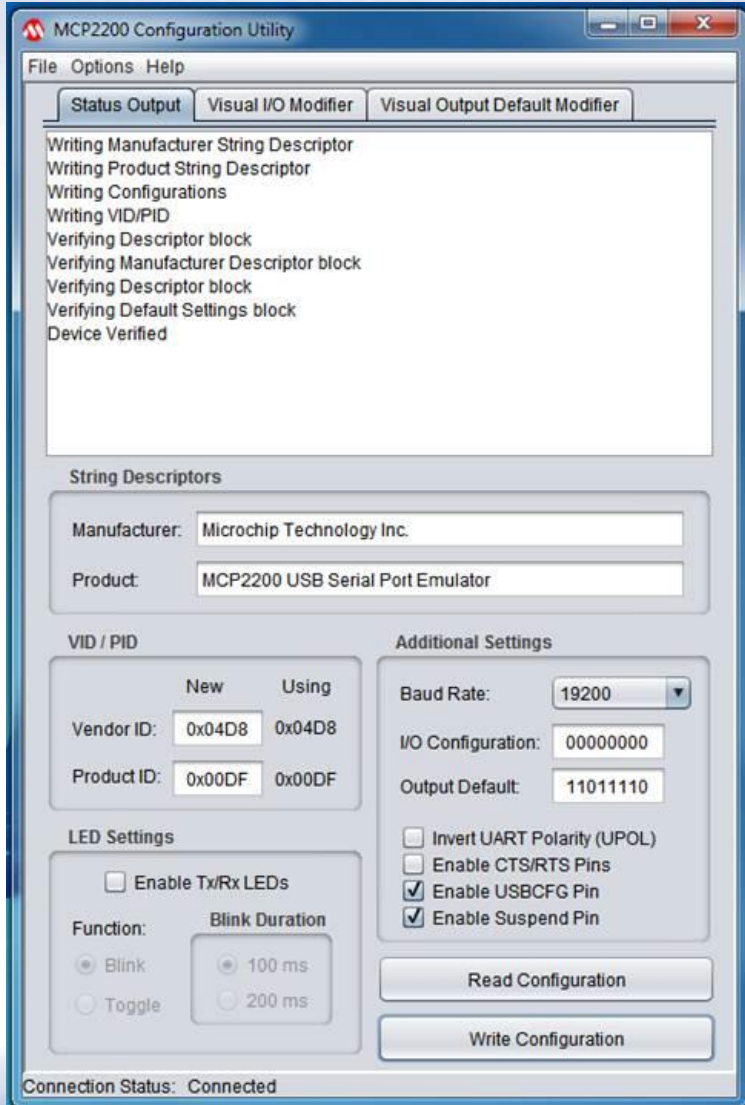 MCP2200 Configuration Utility
File Options Help
Status Output Visual I/O Modifier Visual Output Default Modifier
Writing Manufacturer String Descriptor
Writing Product String Descriptor
Writing Configurations
Writing VID/PID
Verifying Descriptor block
Verifying Manufacturer Descriptor block
Verifying Descriptor block
Verifying Default Settings block
Device Verified
String Descriptors
Manufacturer: Microchip Technology Inc.
Product: MCP2200 USB Serial Port Emulator
VID / PID
New Using
Vendor ID: 0x04D8 0x04D8
Product ID: 0x00DF 0x00DF
LED Settings
Enable Tx/Rx LEDs
Function: Blink Duration
Blink 100 ms
Toggle 200 ms
Additional Settings
Baud Rate: 19200
I/O Configuration: 00000000
Output Default: 11011110
Invert UART Polarity (UPOL)
Enable CTS/RTS Pins
Enable USBCFG Pin
Enable Suspend Pin
Read Configuration
Write Configuration
Connection Status: Connected